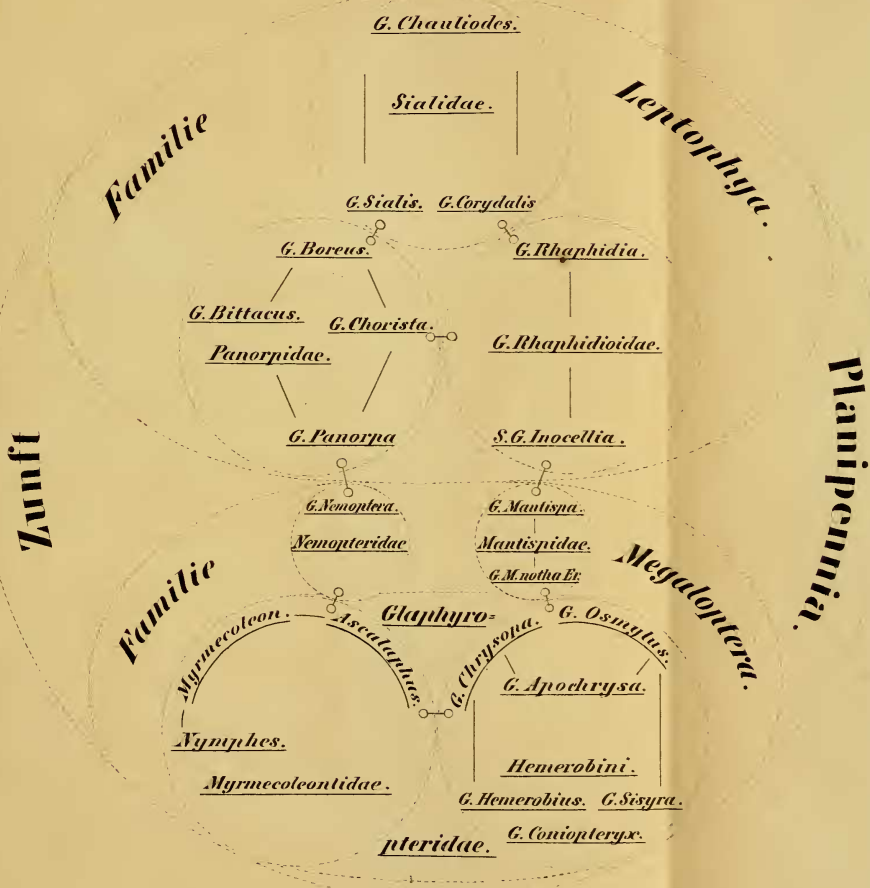 G. Chauliodes.
Sialidae.
Familie Leptophya.
G. Sialis. G. Corydalis
G. Boreus. G. Rhaphidia.
G. Bittacus. G. Chorista.
Panorpidae. G. Rhaphidioidae.
G. Panorpa S. G. Inocellia.
Zunft Planipennia.
G. Nemoptera. G. Mantispa.
Nemopteridae Mantispidae.
G. M. notha Er.
Familie Megaloptera.
Glaphyro=
Myrmecoleon. Ascalaphus. G. Chrysopa. G. Osmylus.
G. Apochrysa.
Nymphes.
Hemerobini.
Myrmecoleontidae.
G. Hemerobius. G. Sisyra.
G. Coniopteryx.
pteridae.